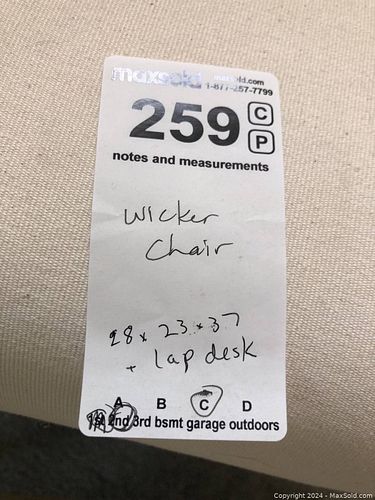 maxsold maxsold.com
1-877-257-7799
259 C
P
notes and measurements
Wicker
Chair
28 x 23 x 37
+ lap desk
A B C D
2nd 3rd bsmt garage outdoors
Copyright © 2024 - MaxSold.com